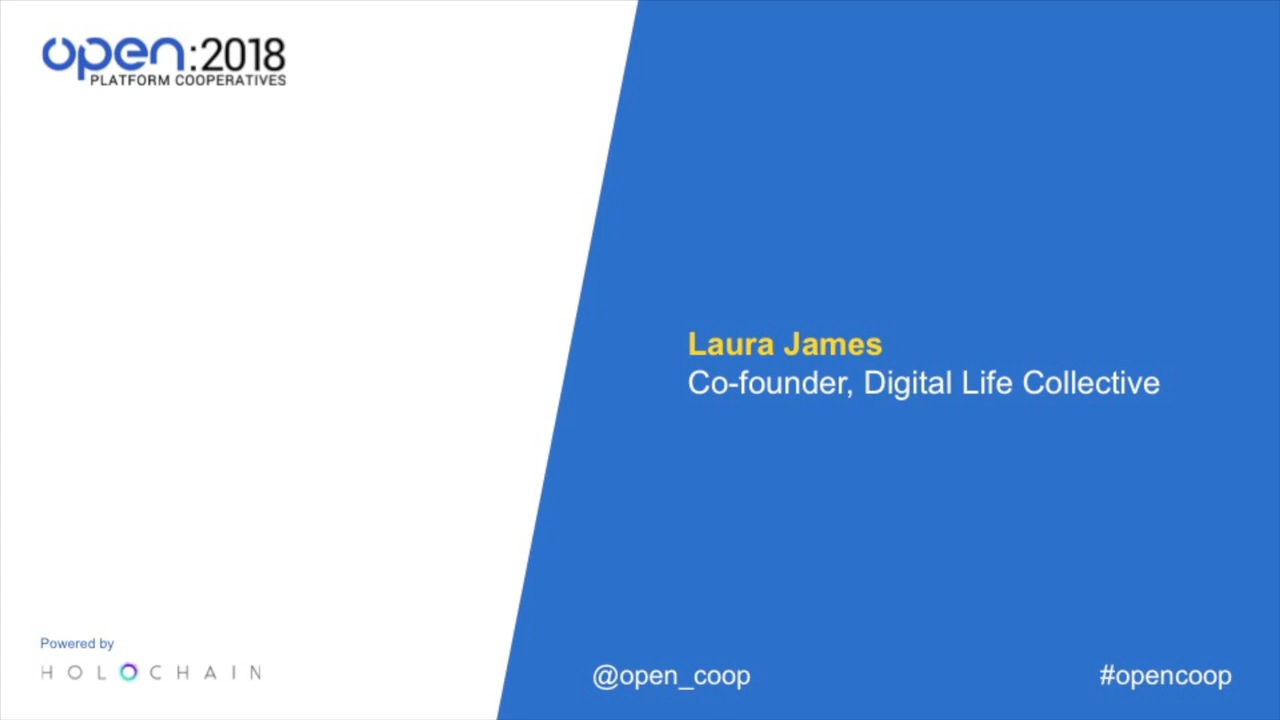 open:2018
PLATFORM COOPERATIVES
Laura James
Co-founder, Digital Life Collective
Powered by
HOLOCHAIN
@open_coop
#opencoop